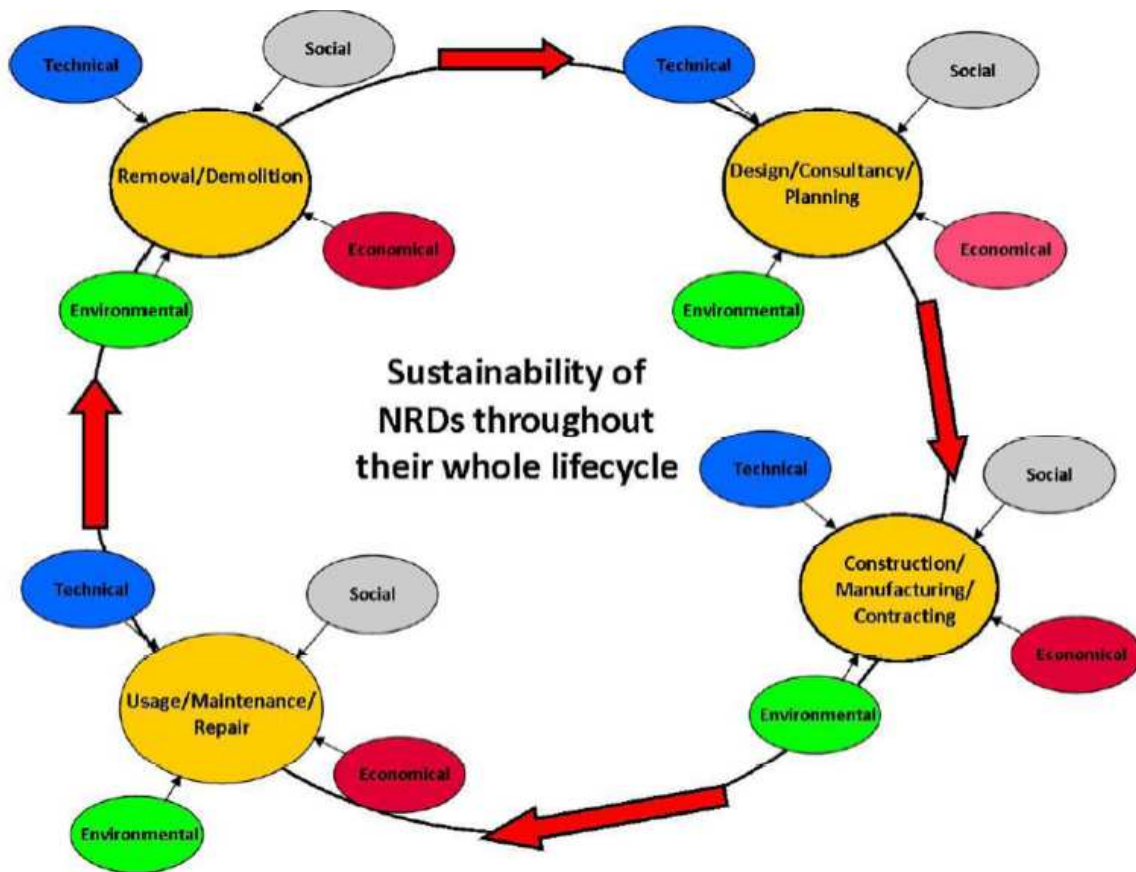 Technical
Social
Removal/Demolition
Economical
Environmental
Technical
Social
Design/Consultancy/
Planning
Economical
Environmental
Sustainability of
NRDs throughout
their whole lifecycle
Technical
Social
Construction/
Manufacturing/
Contracting
Economical
Environmental
Technical
Social
Usage/Maintenance/
Repair
Economical
Environmental